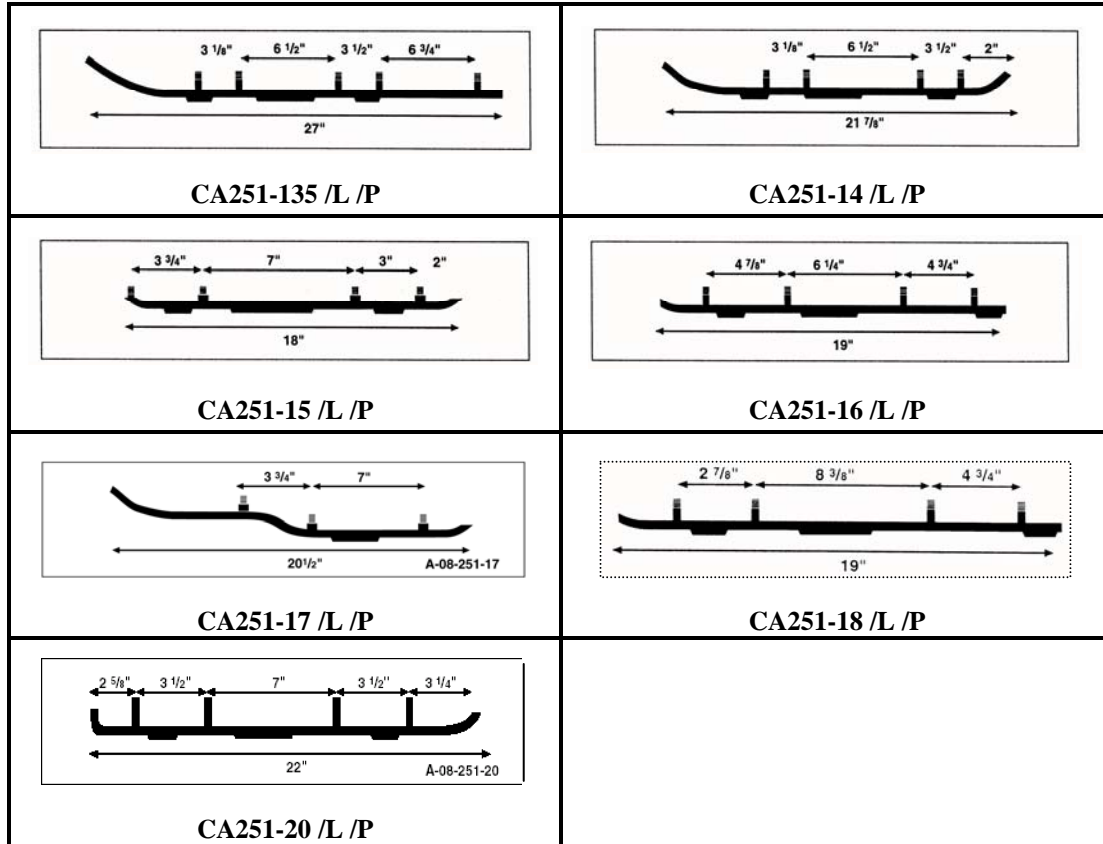 3 1/8" 6 1/2" 3 1/2" 6 3/4"
27"
CA251-135 /L /P
3 1/8" 6 1/2" 3 1/2" 2"
21 7/8"
CA251-14 /L /P
3 3/4" 7" 3" 2"
18"
CA251-15 /L /P
4 7/8" 6 1/4" 4 3/4"
19"
CA251-16 /L /P
3 3/4" 7"
20 1/2" A-08-251-17
CA251-17 /L /P
2 7/8" 8 3/8" 4 3/4"
19"
CA251-18 /L /P
2 5/8" 3 1/2" 7" 3 1/2" 3 1/4"
22" A-08-251-20
CA251-20 /L /P